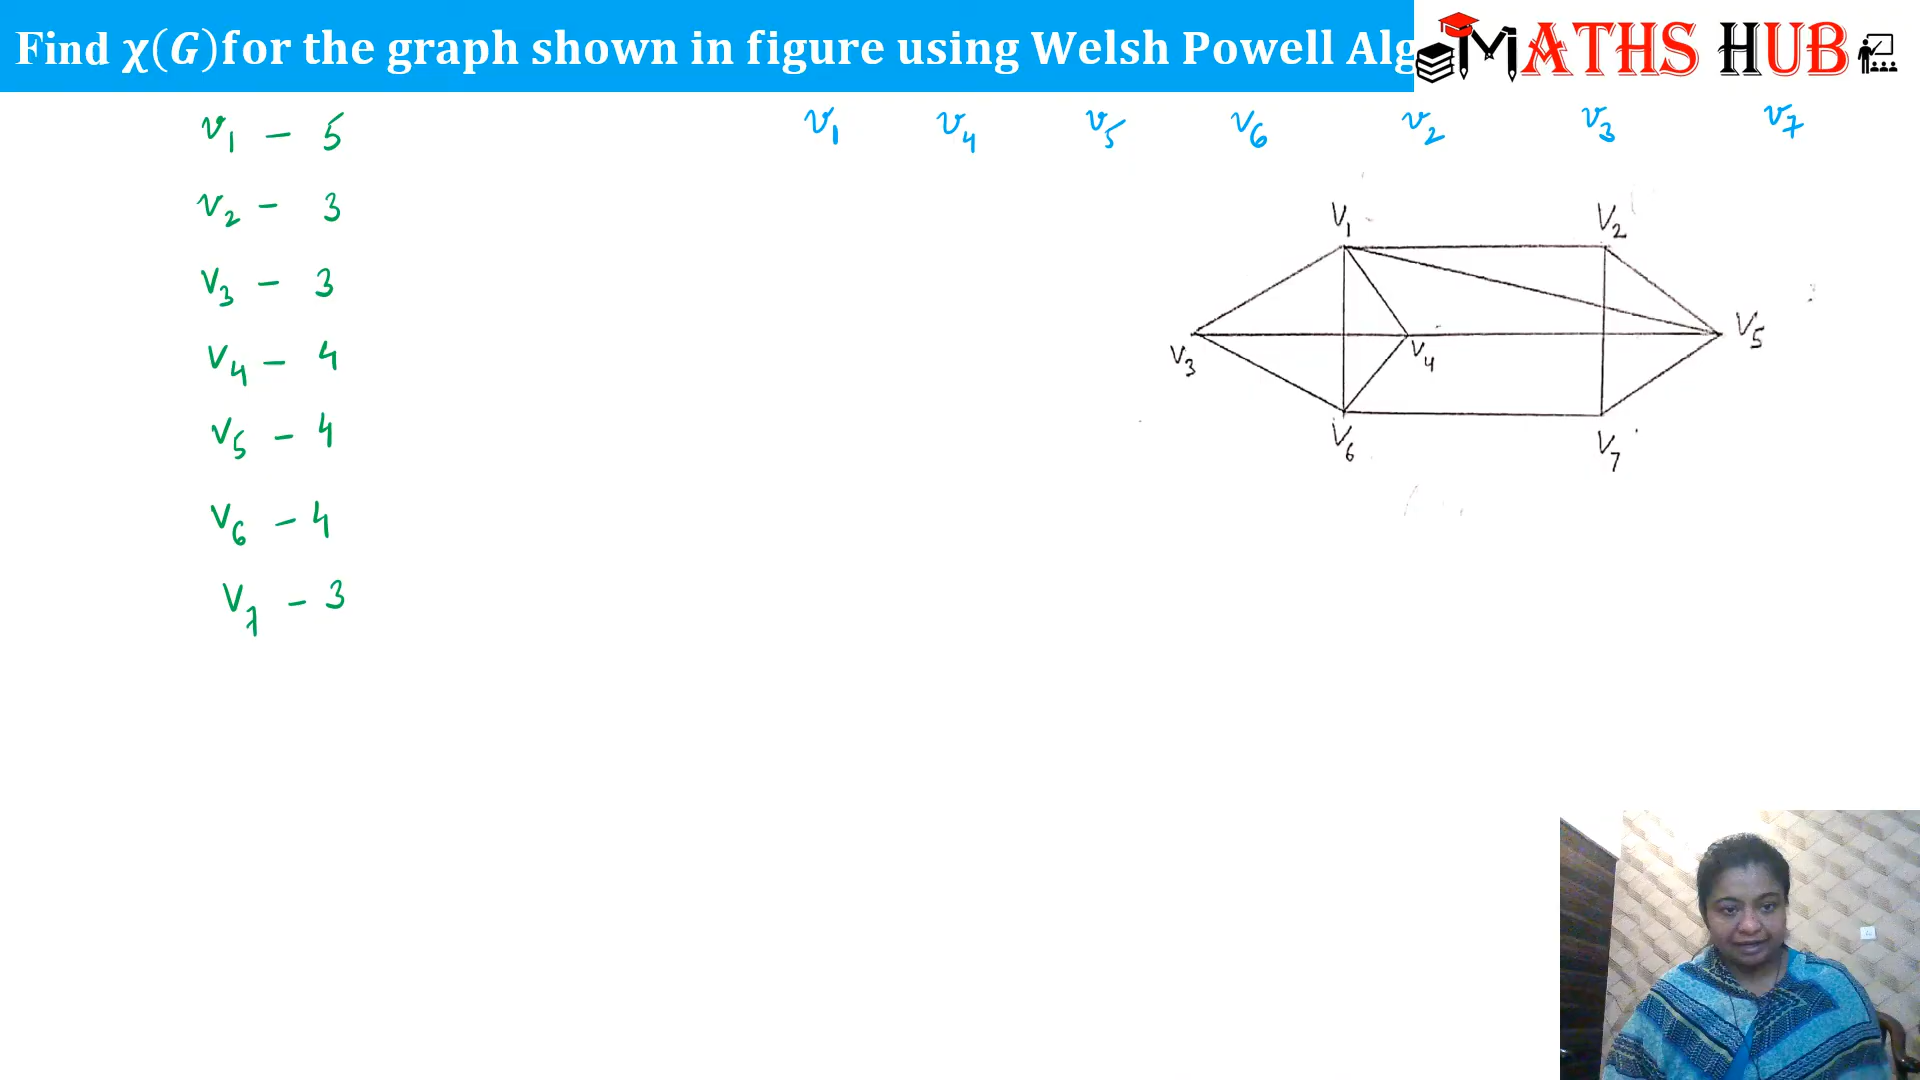 Find χ(G)for the graph shown in figure using Welsh Powell Alg
MATHS HUB
v1 – 5
v2 – 3
v3 – 3
v4 – 4
v5 – 4
v6 – 4
v7 – 3
v1 v4 v5 v6 v2 v3 v7
V1
V2
V3
V4
V5
V6
V7